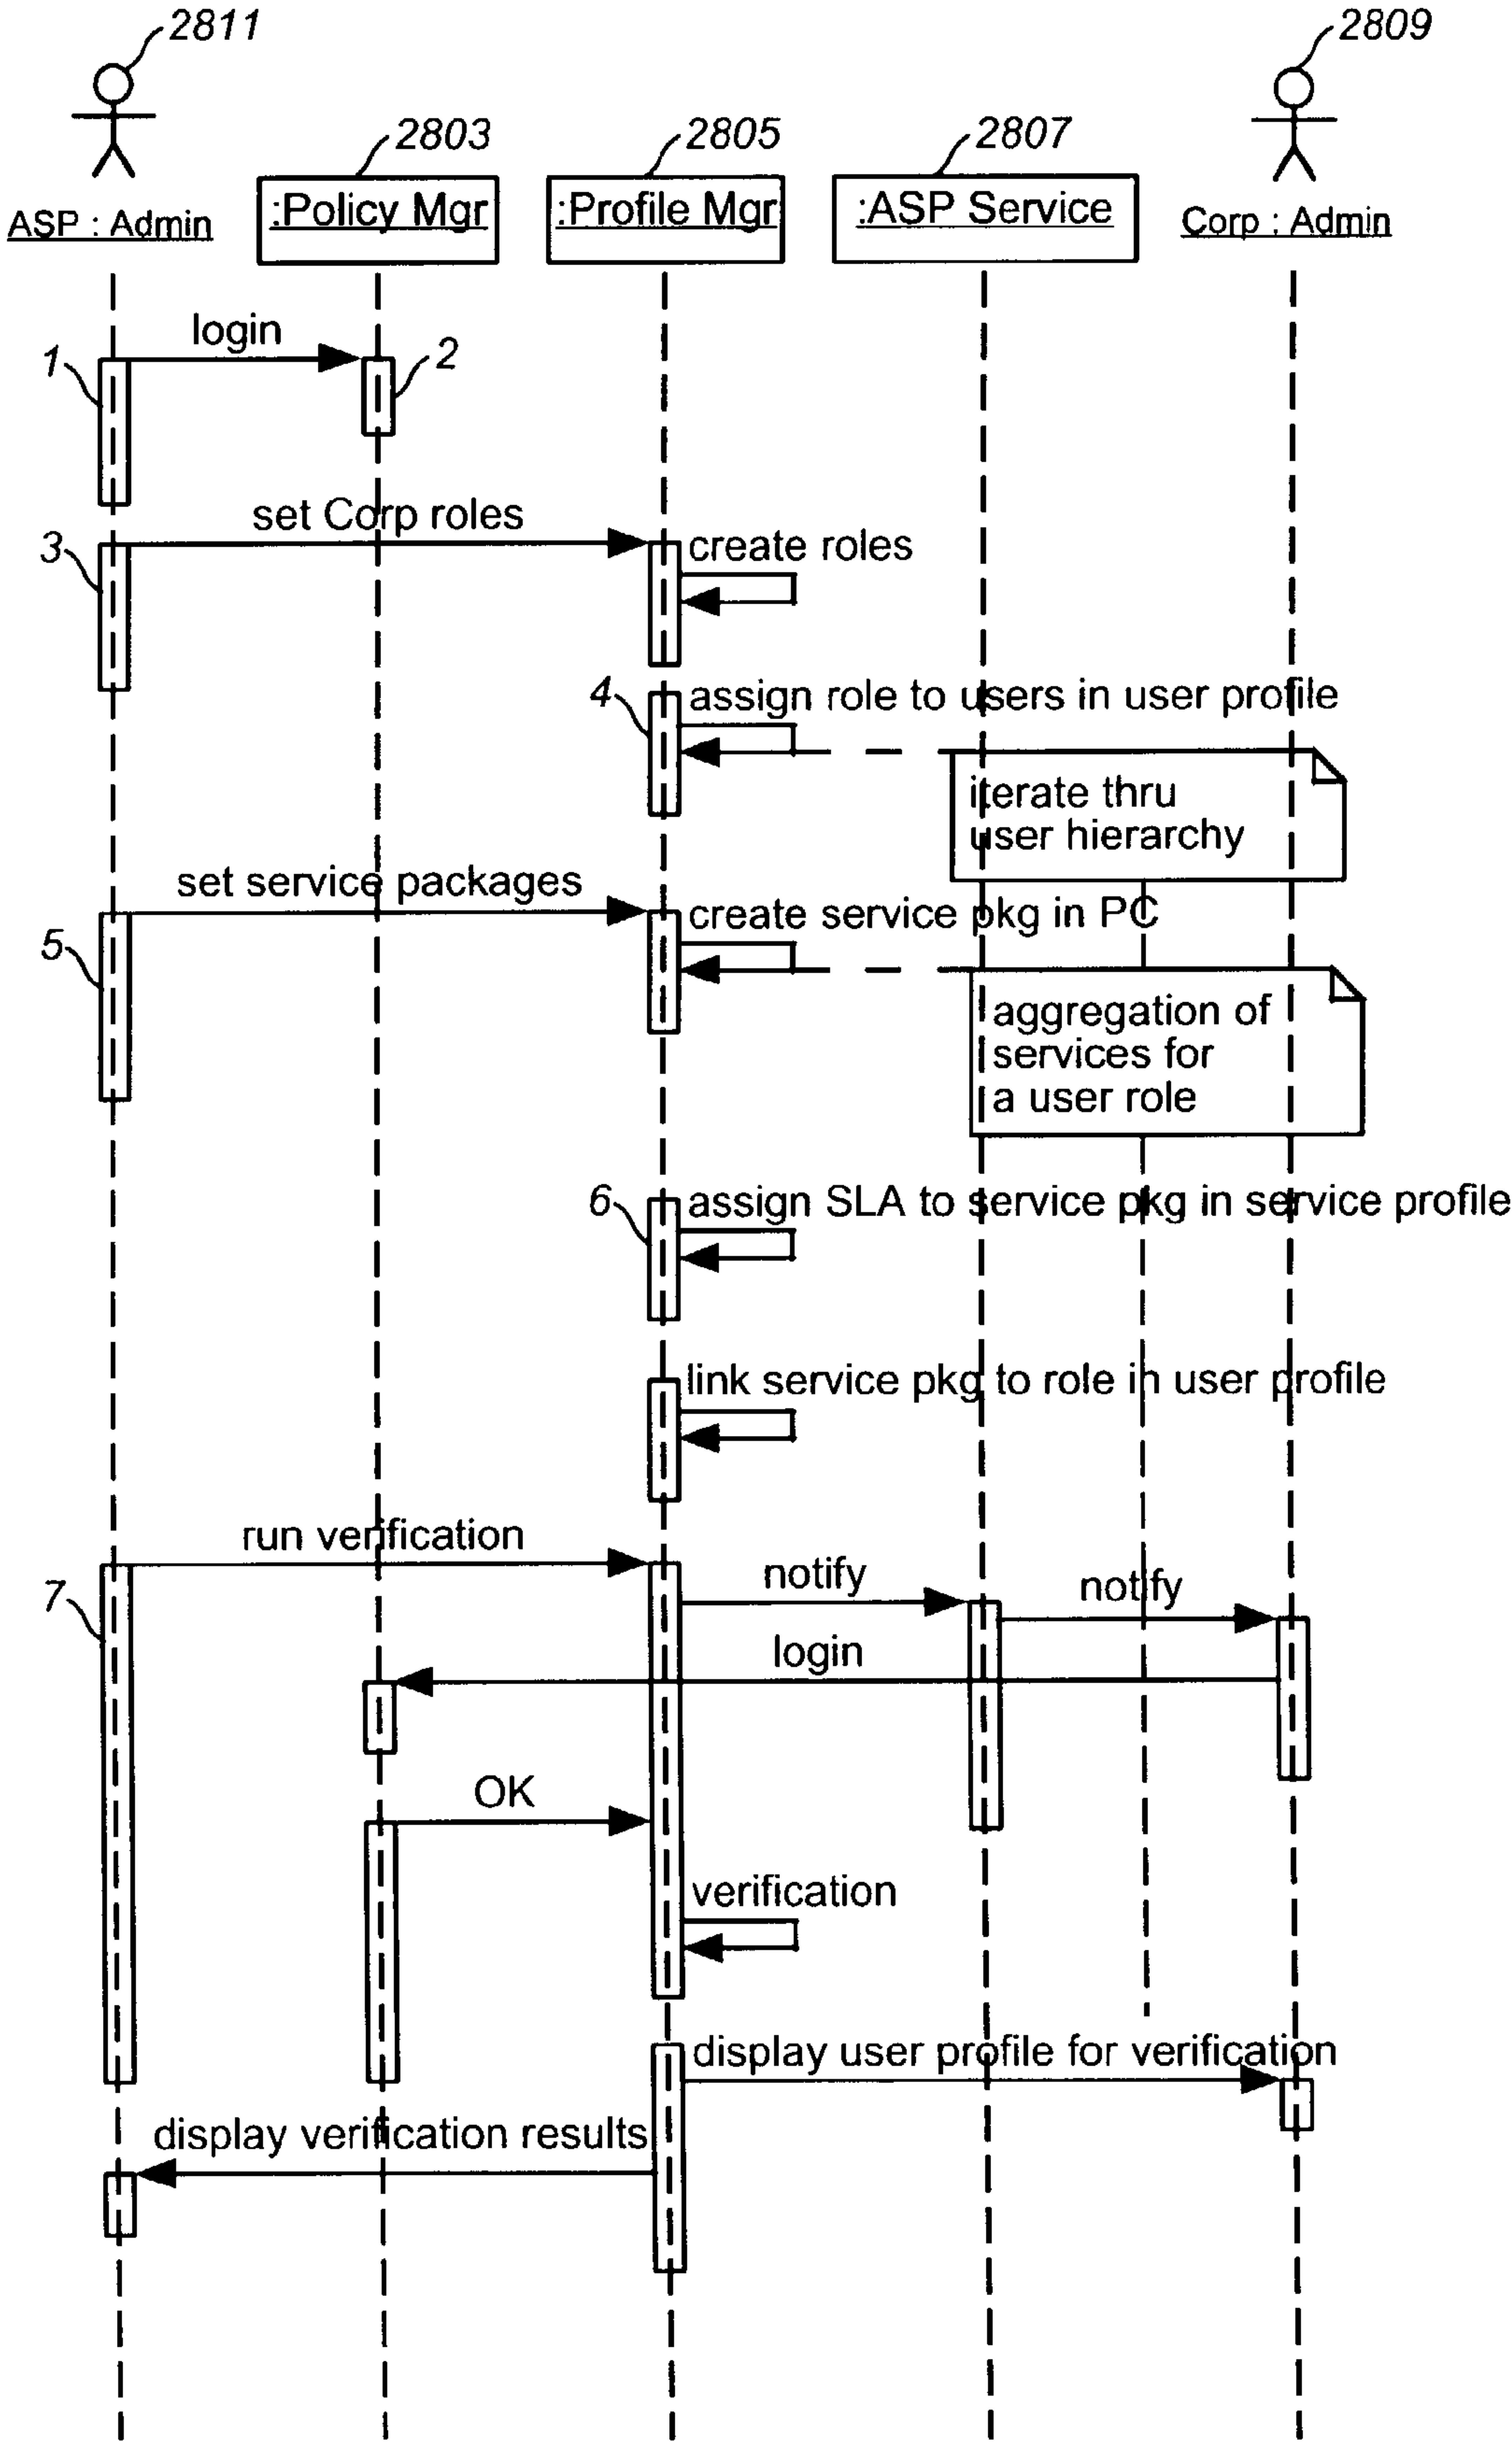 2811
2809
2803
2805
2807
ASP : Admin
:Policy Mgr
:Profile Mgr
:ASP Service
Corp : Admin
login
1
2
set Corp roles
3
create roles
4
assign role to users in user profile
iterate thru
user hierarchy
set service packages
create service pkg in PC
5
aggregation of
services for
a user role
6
assign SLA to service pkg in service profile
link service pkg to role in user profile
run verification
notify
notify
7
login
OK
verification
display user profile for verification
display verification results